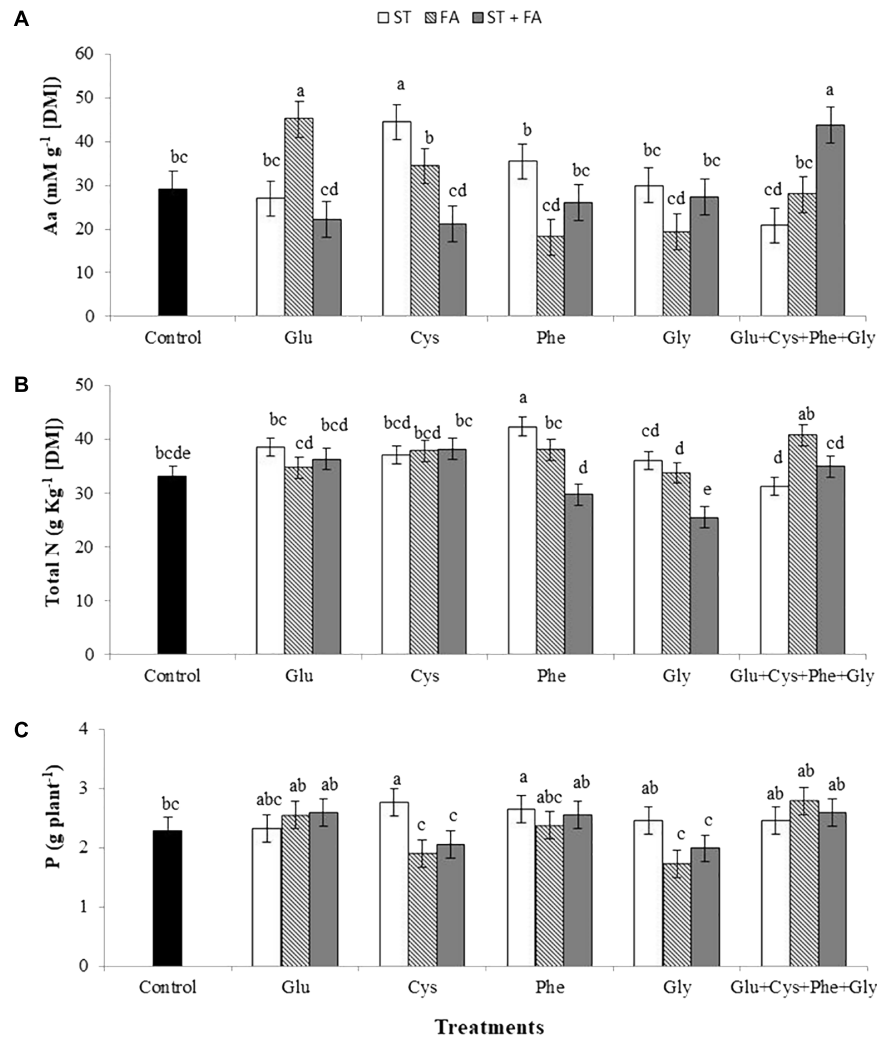 A
ST FA ST + FA
Aa (mM g⁻¹ [DM])
60
50
40
30
20
10
0
bc
bc a cd
a b cd
b cd bc
bc cd bc
cd bc a
Control Glu Cys Phe Gly Glu+Cys+Phe+Gly
B
Total N (g Kg⁻¹ [DM])
50
40
30
20
10
0
bcde
bc cd bcd
bcd bcd bc
a bc d
cd d e
d ab cd
Control Glu Cys Phe Gly Glu+Cys+Phe+Gly
C
P (g plant⁻¹)
4
3
2
1
0
bc
abc ab ab
a c c
a abc ab
ab c c
ab ab ab
Control Glu Cys Phe Gly Glu+Cys+Phe+Gly
Treatments